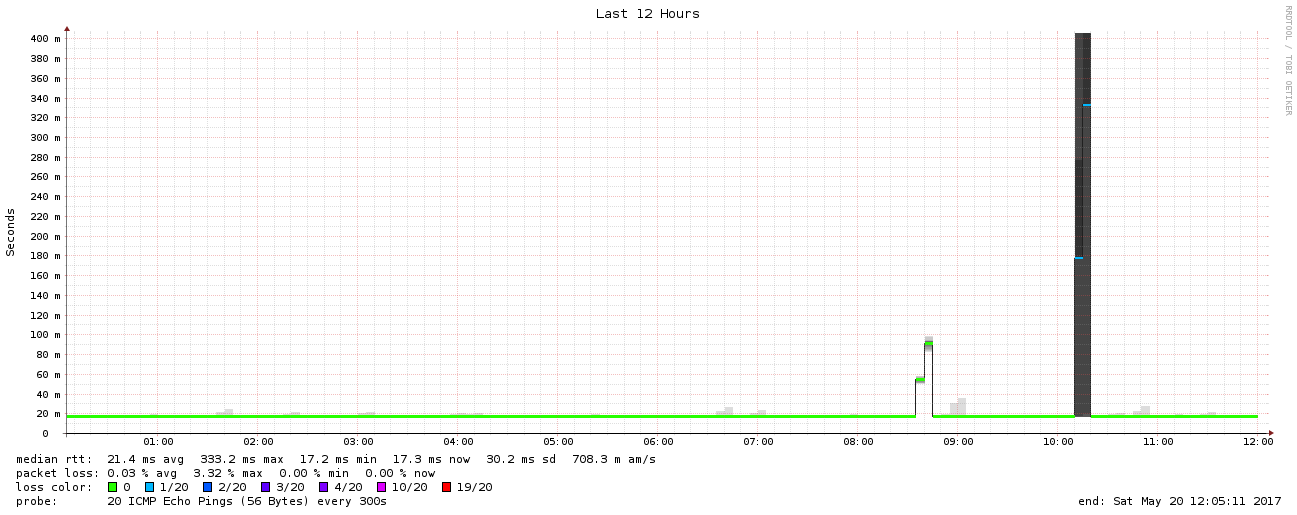 Last 12 Hours
RRDTOOL / TOBI OETIKER
Seconds
400 m
380 m
360 m
340 m
320 m
300 m
280 m
260 m
240 m
220 m
200 m
180 m
160 m
140 m
120 m
100 m
80 m
60 m
40 m
20 m
0
01:00 02:00 03:00 04:00 05:00 06:00 07:00 08:00 09:00 10:00 11:00 12:00
median rtt: 21.4 ms avg 333.2 ms max 17.2 ms min 17.3 ms now 30.2 ms sd 708.3 m am/s
packet loss: 0.03 % avg 3.32 % max 0.00 % min 0.00 % now
loss color: 0 1/20 2/20 3/20 4/20 10/20 19/20
probe: 20 ICMP Echo Pings (56 Bytes) every 300s end: Sat May 20 12:05:11 2017